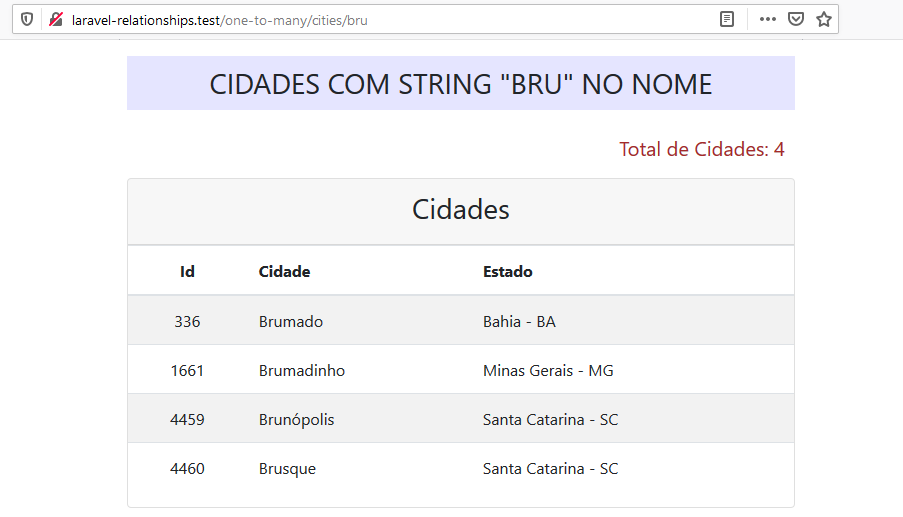 laravel-relationships.test/one-to-many/cities/bru
CIDADES COM STRING "BRU" NO NOME
Total de Cidades: 4
Cidades
Id Cidade Estado
336 Brumado Bahia - BA
1661 Brumadinho Minas Gerais - MG
4459 Brunópolis Santa Catarina - SC
4460 Brusque Santa Catarina - SC